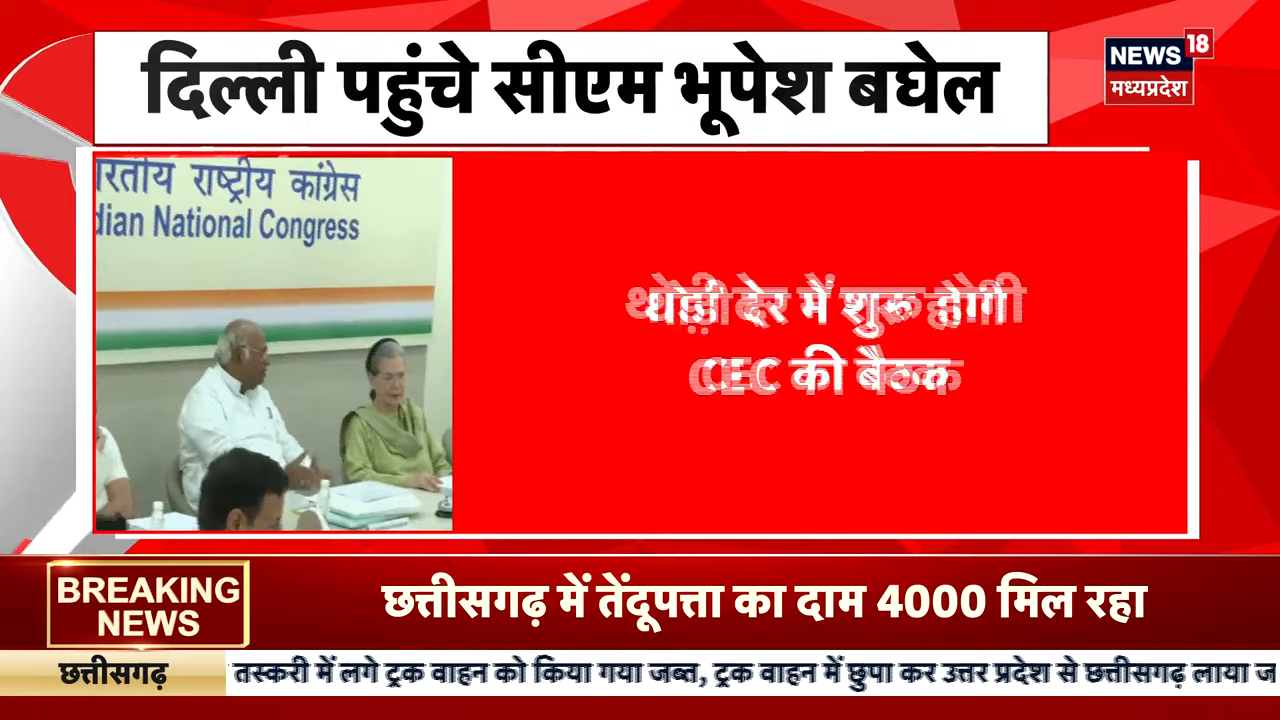 दिल्ली पहुंचे सीएम भूपेश बघेल
NEWS 18
मध्यप्रदेश
रतीय राष्ट्रीय कांग्रेस
dian National Congress
थोड़ी देर में शुरु होगी
CEC की बैठक
BREAKING
NEWS
छत्तीसगढ़ में तेंदूपत्ता का दाम 4000 मिल रहा
छत्तीसगढ़
तस्करी में लगे ट्रक वाहन को किया गया जब्त, ट्रक वाहन में छुपा कर उत्तर प्रदेश से छत्तीसगढ़ लाया ज